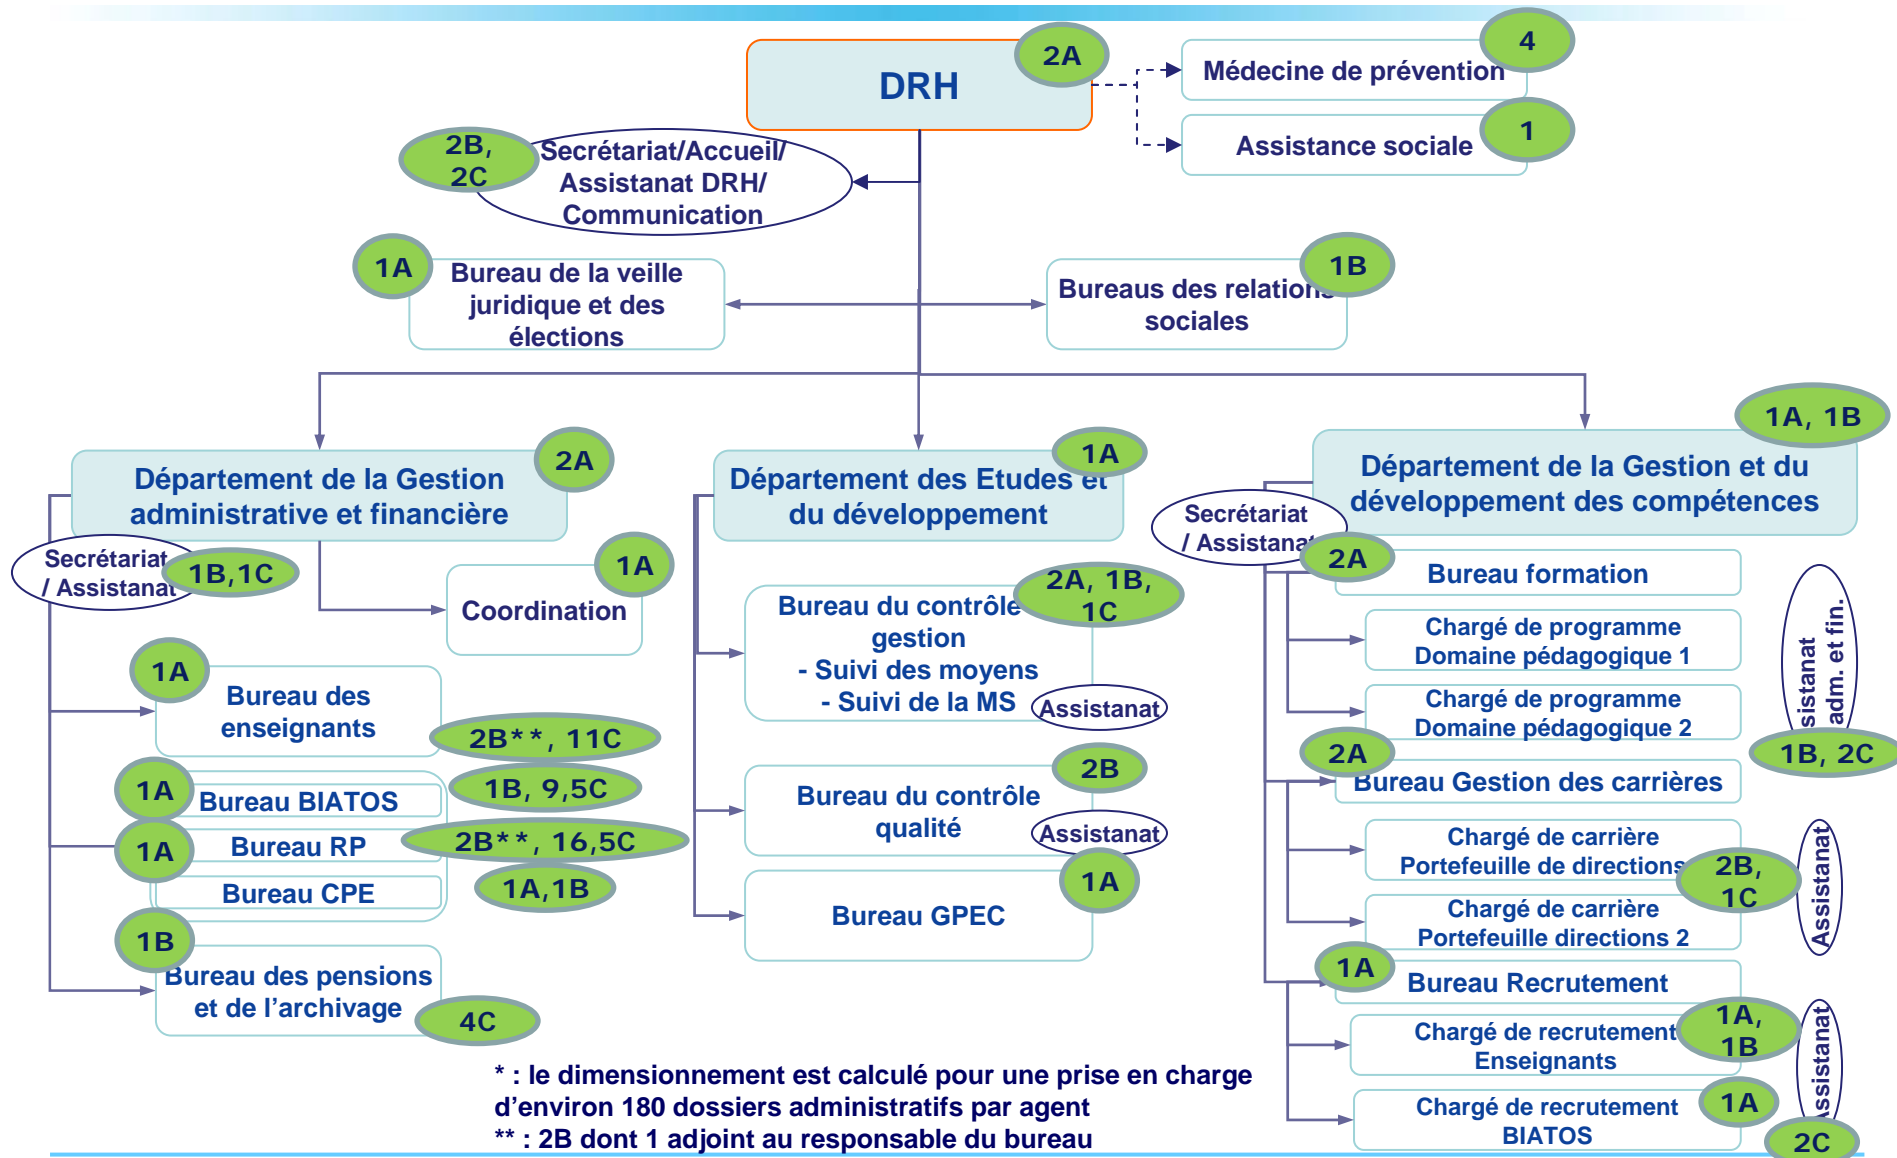 DRH
2A
Médecine de prévention
4
Assistance sociale
1
2B,
2C
Secrétariat/Accueil/
Assistanat DRH/
Communication
1A
Bureau de la veille
juridique et des
élections
1B
Bureaus des relations
sociales
2A
Département de la Gestion
administrative et financière
Secrétariat
/ Assistanat
1B,1C
1A
Coordination
1A
Bureau des
enseignants
2B**, 11C
1A
Bureau BIATOS
1B, 9,5C
1A
Bureau RP
2B**, 16,5C
Bureau CPE
1A,1B
1B
Bureau des pensions
et de l'archivage
4C
1A
Département des Etudes et
du développement
2A, 1B,
1C
Bureau du contrôle
gestion
- Suivi des moyens
- Suivi de la MS
Assistanat
2B
Bureau du contrôle
qualité
Assistanat
1A
Bureau GPEC
1A, 1B
Département de la Gestion et du
développement des compétences
Secrétariat
/ Assistanat
2A
Bureau formation
Chargé de programme
Domaine pédagogique 1
Chargé de programme
Domaine pédagogique 2
sistanat
adm. et fin.
1B, 2C
2A
Bureau Gestion des carrières
Chargé de carrière
Portefeuille de directions
Chargé de carrière
Portefeuille directions 2
2B,
1C
Assistanat
1A
Bureau Recrutement
Chargé de recrutement
Enseignants
1A,
1B
Chargé de recrutement
BIATOS
1A
Assistanat
2C
* : le dimensionnement est calculé pour une prise en charge
d'environ 180 dossiers administratifs par agent
** : 2B dont 1 adjoint au responsable du bureau